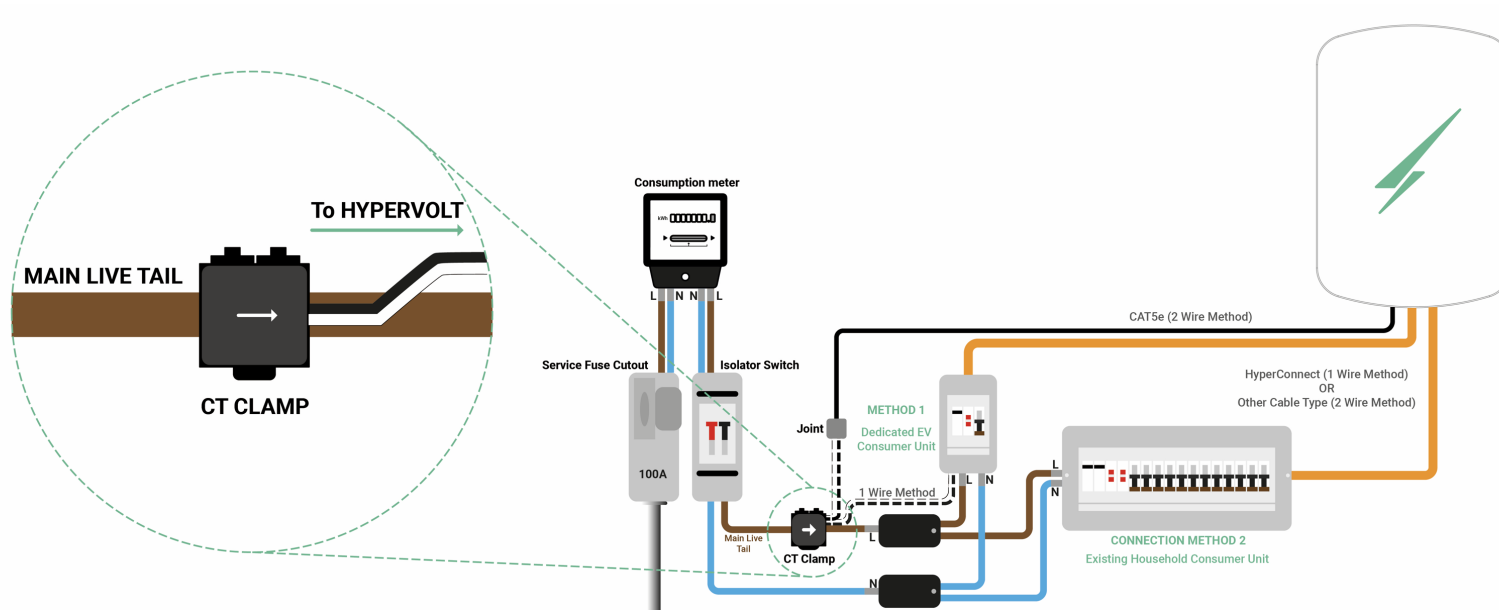 To HYPERVOLT
MAIN LIVE TAIL
CT CLAMP
Consumption meter
kWh
L
N
N
L
Service Fuse Cutout
Isolator Switch
100A
Main Live
Tail
CT Clamp
Joint
1 Wire Method
METHOD 1
Dedicated EV
Consumer Unit
L
N
L
N
CAT5e (2 Wire Method)
HyperConnect (1 Wire Method)
OR
Other Cable Type (2 Wire Method)
L
N
CONNECTION METHOD 2
Existing Household Consumer Unit